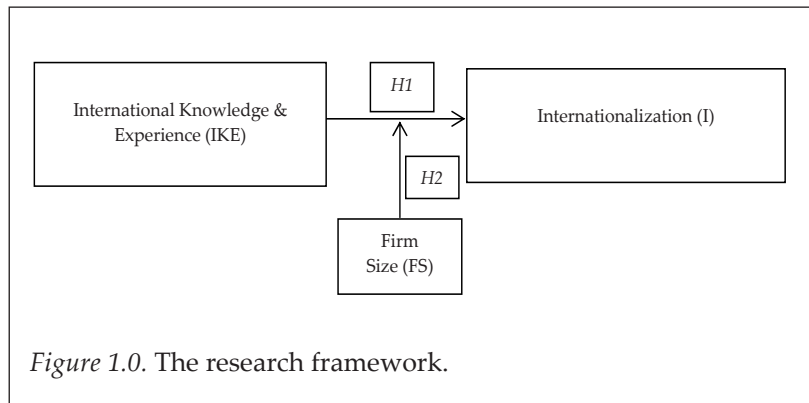 H1
International Knowledge &
Experience (IKE)
Internationalization (I)
H2
Firm
Size (FS)
Figure 1.0. The research framework.